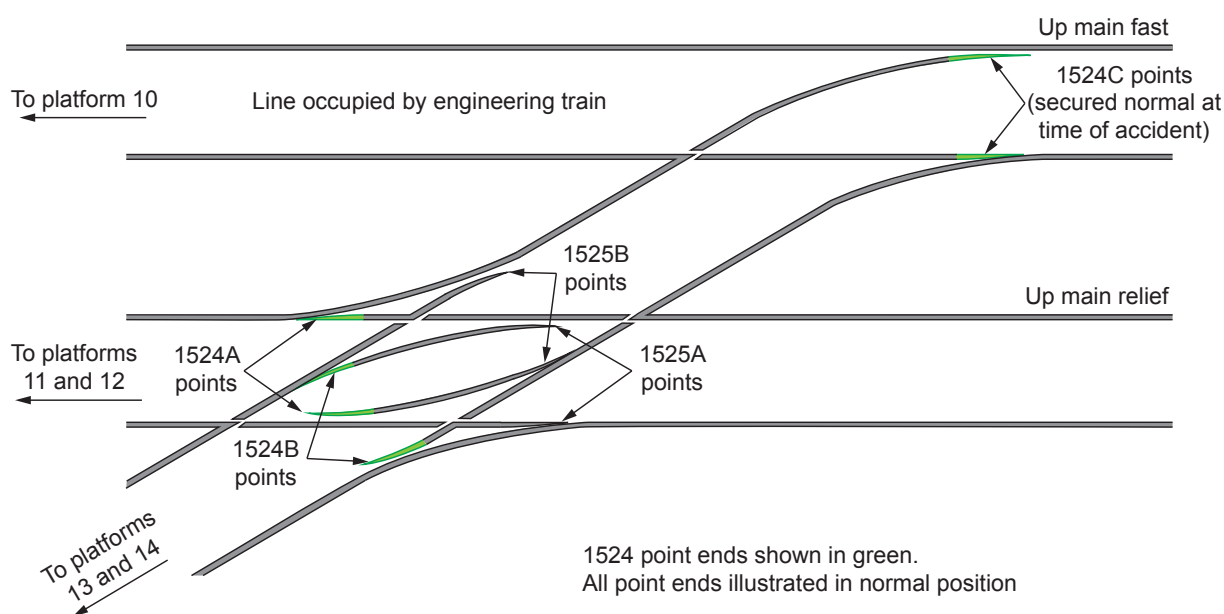 Up main fast
To platform 10
Line occupied by engineering train
1524C points
(secured normal at
time of accident)
1525B
points
Up main relief
To platforms
11 and 12
1524A
points
1525A
points
1524B
points
To platforms
13 and 14
1524 point ends shown in green.
All point ends illustrated in normal position